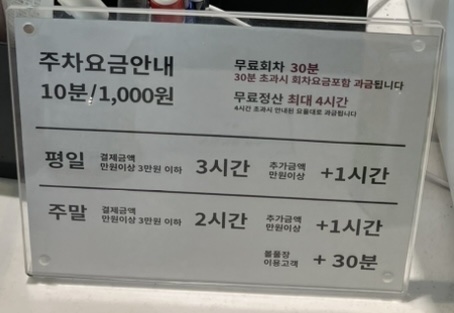 주차요금안내
10분/1,000원
무료회차 30분
30분 초과시 회차요금포함 과금됩니다
무료정산 최대 4시간
4시간 초과시 안내된 요율대로 과금됩니다
평일 결제금액 만원이상 3만원 이하 3시간 추가금액 만원이상 +1시간
주말 결제금액 만원이상 3만원 이하 2시간 추가금액 만원이상 +1시간
볼풀장 이용고객 + 30분